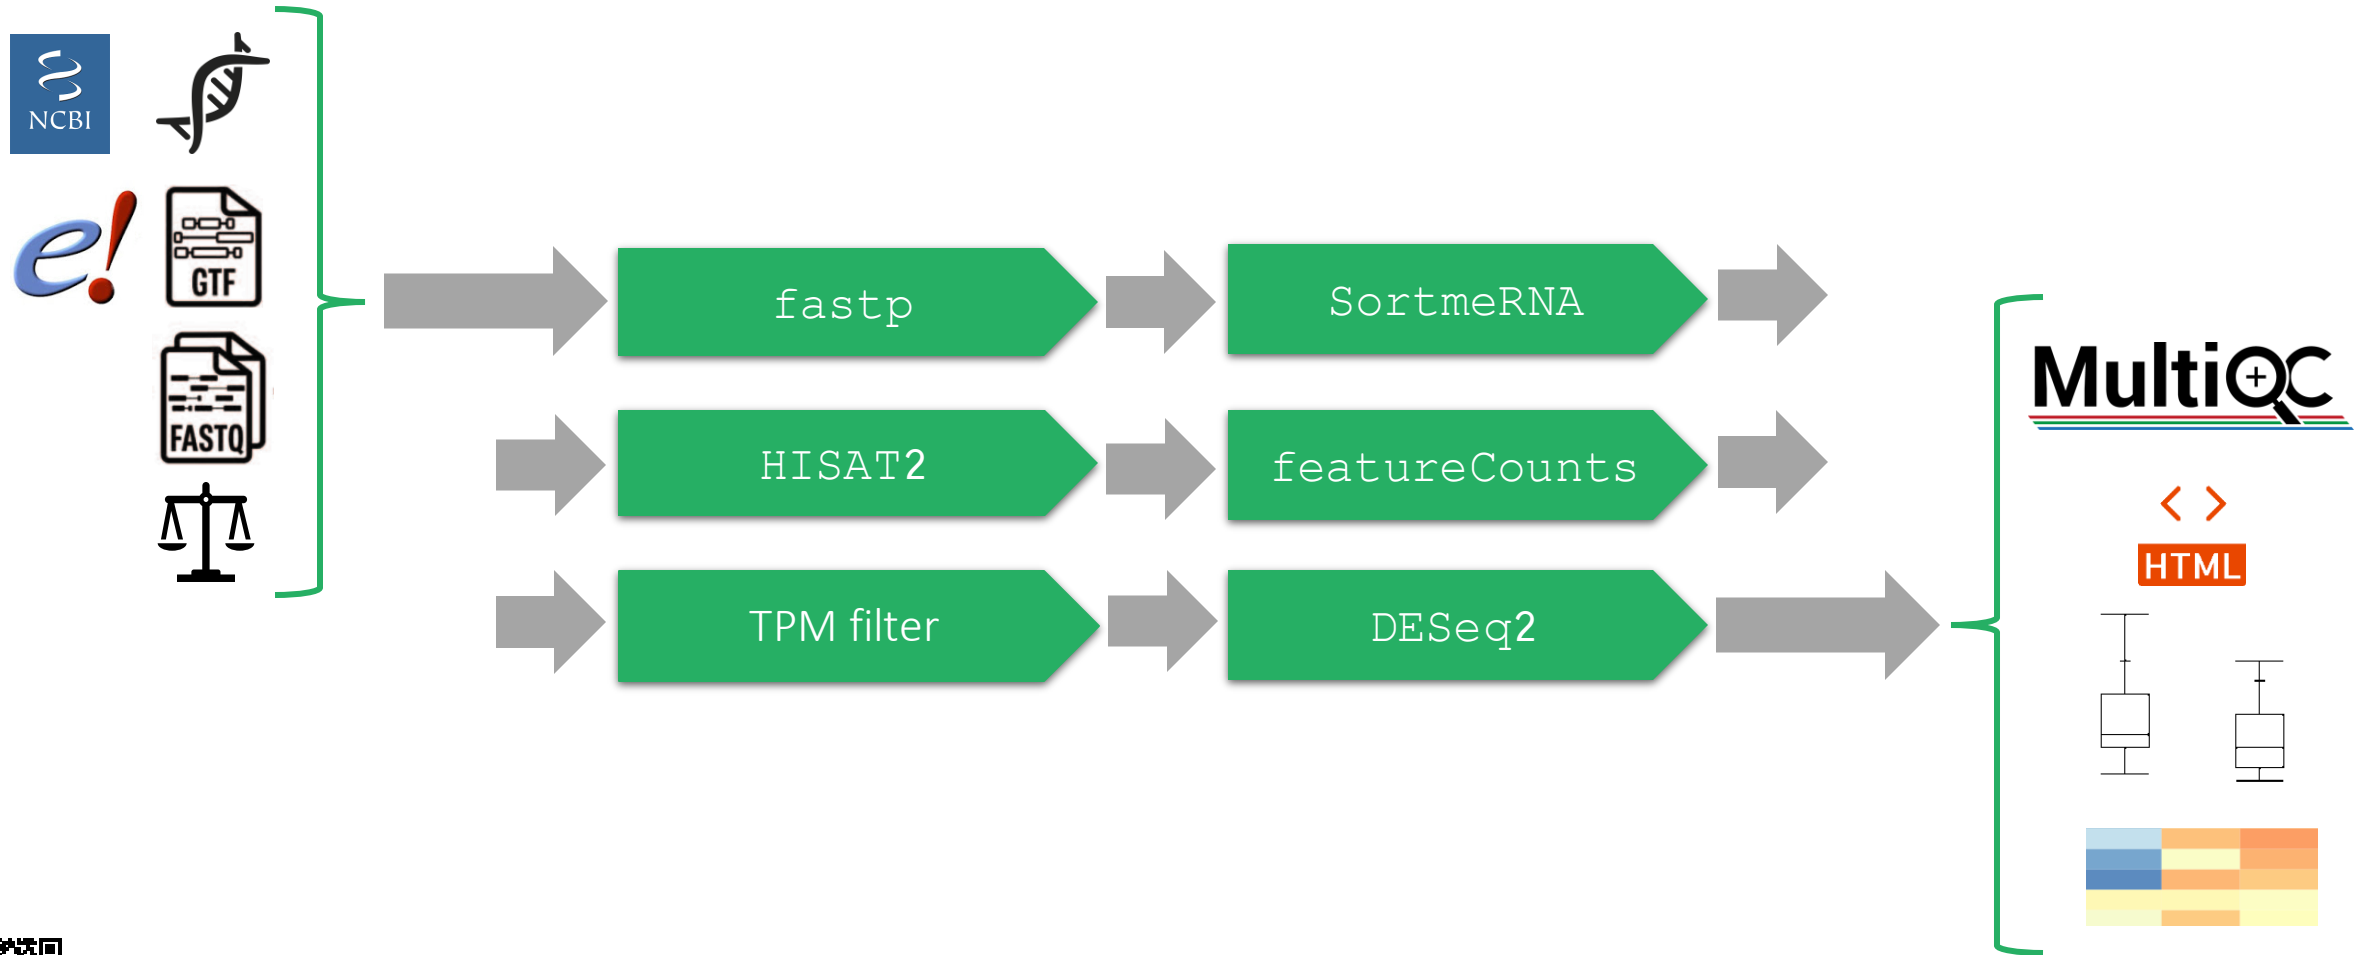 NCBI
e!
GTF
FASTQ
fastp
SortmeRNA
HISAT2
featureCounts
TPM filter
DESeq2
MultiQC
< >
HTML